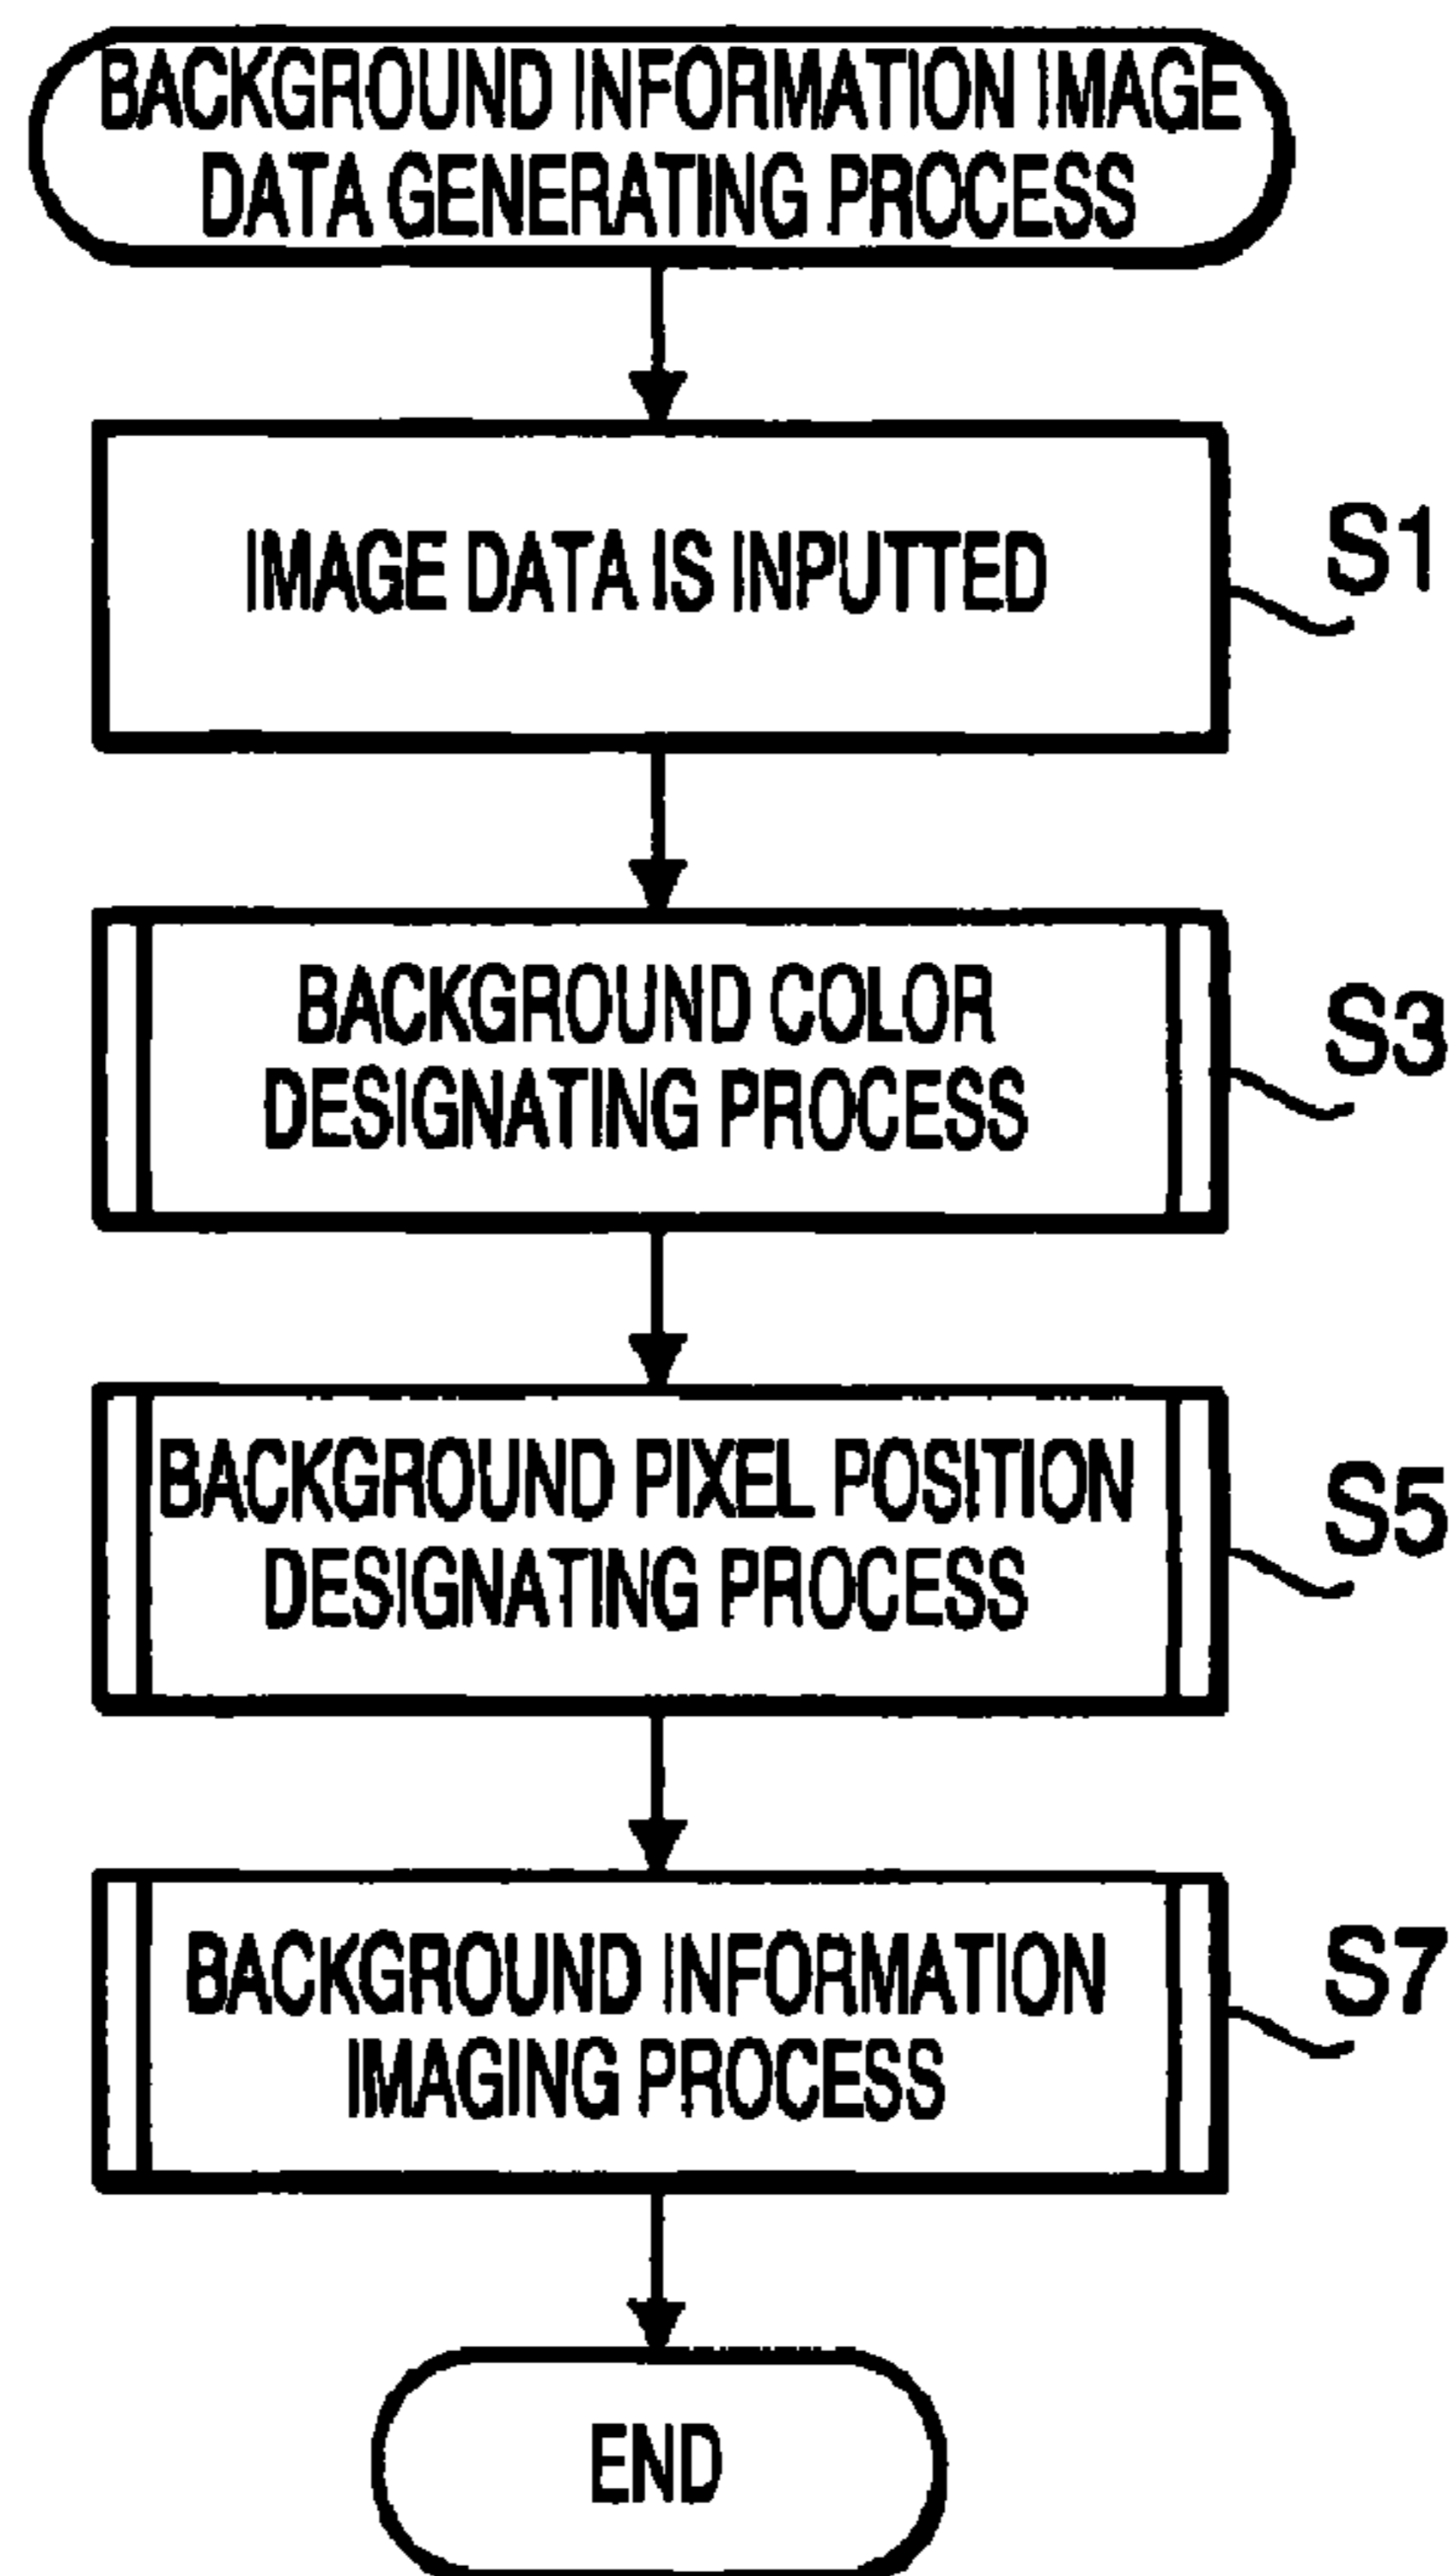 BACKGROUND INFORMATION IMAGE
DATA GENERATING PROCESS
IMAGE DATA IS INPUTTED
S1
BACKGROUND COLOR
DESIGNATING PROCESS
S3
BACKGROUND PIXEL POSITION
DESIGNATING PROCESS
S5
BACKGROUND INFORMATION
IMAGING PROCESS
S7
END